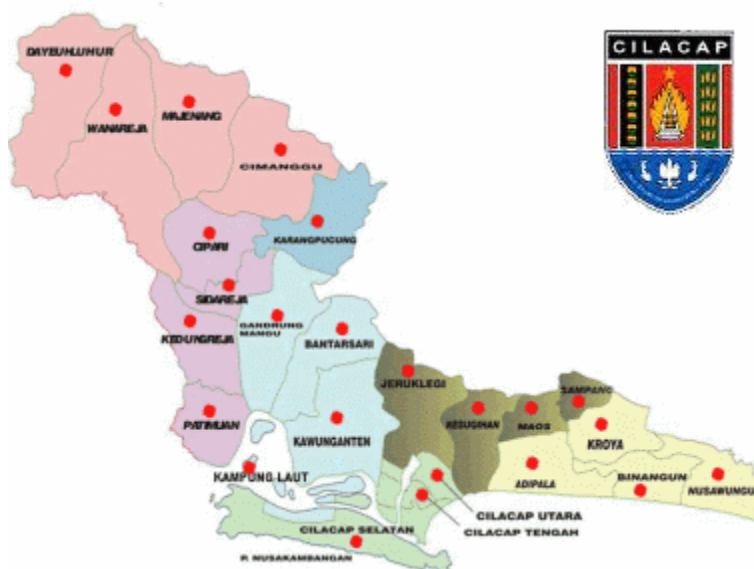 CILACAP
DAYEUHLUHUR
WANAREJA
MAJENANG
CIMANGGU
KARANGPUCUNG
CIPARI
SIDAREJA
KEDUNGREJA
GANDRUNG
MANGU
BANTARSARI
PATIMUAN
KAWUNGANTEN
JERUKLEGI
KESUGIHAN
MAOS
SAMPANG
KROYA
KAMPUNG LAUT
ADIPALA
BINANGUN
NUSAWUNGU
CILACAP UTARA
CILACAP TENGAH
CILACAP SELATAN
P. NUSAKAMBANGAN